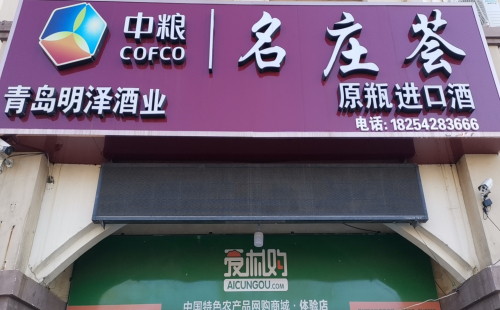 中粮
COFCO
名庄荟
青岛明泽酒业
原瓶进口酒
电话: 18254283666
爱村购
AICUNGOU.COM
中国特色农产品网购商城·体验店